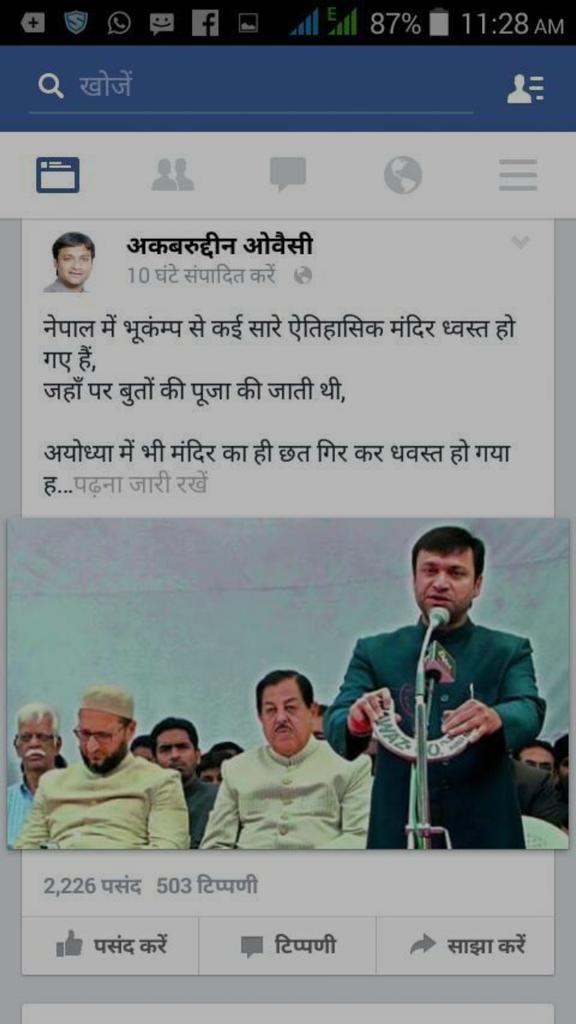 87% 11:28 AM
खोजें
अकबरुद्दीन ओवैसी
10 घंटे संपादित करें
नेपाल में भूकंम्प से कई सारे ऐतिहासिक मंदिर ध्वस्त हो
गए हैं,
जहाँ पर बुतों की पूजा की जाती थी,
अयोध्या में भी मंदिर का ही छत गिर कर धवस्त हो गया
ह...पढ़ना जारी रखें
2,226 पसंद 503 टिप्पणी
पसंद करें टिप्पणी साझा करें